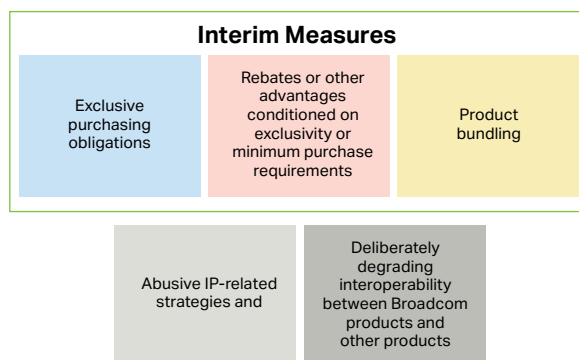 Interim Measures
Exclusive
purchasing
obligations
Rebates or other
advantages
conditioned on
exclusivity or
minimum purchase
requirements
Product
bundling
Abusive IP-related
strategies and
Deliberately
degrading
interoperability
between Broadcom
products and
other products